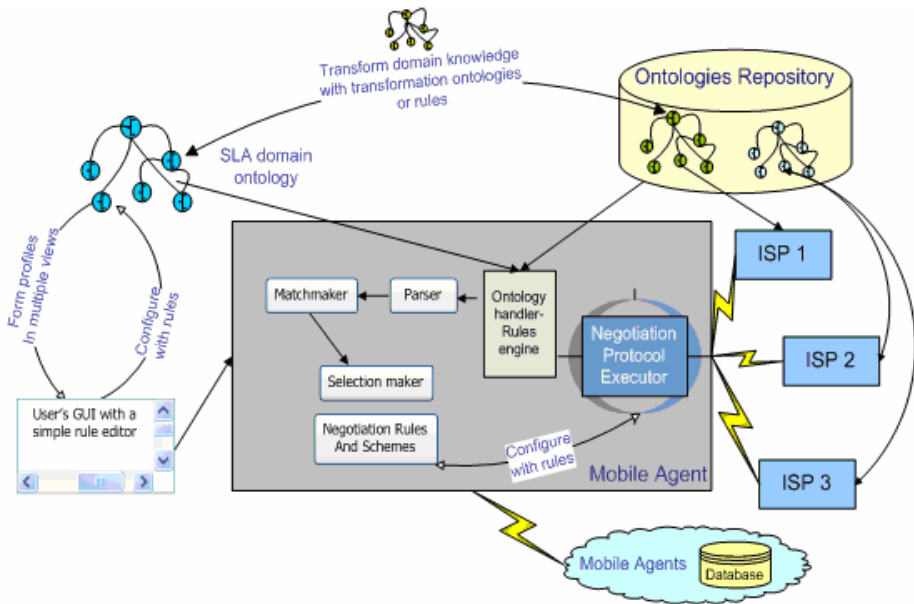 Transform domain knowledge
with transformation ontologies
or rules
Ontologies Repository
SLA domain
ontology
Form profiles
In multiple views
Configure
with rules
User's GUI with a
simple rule editor
Matchmaker
Parser
Ontology
handler-
Rules
engine
Negotiation
Protocol
Executor
Selection maker
Negotiation Rules
And Schemes
Configure
with rules
Mobile Agent
ISP 1
ISP 2
ISP 3
Mobile Agents
Database